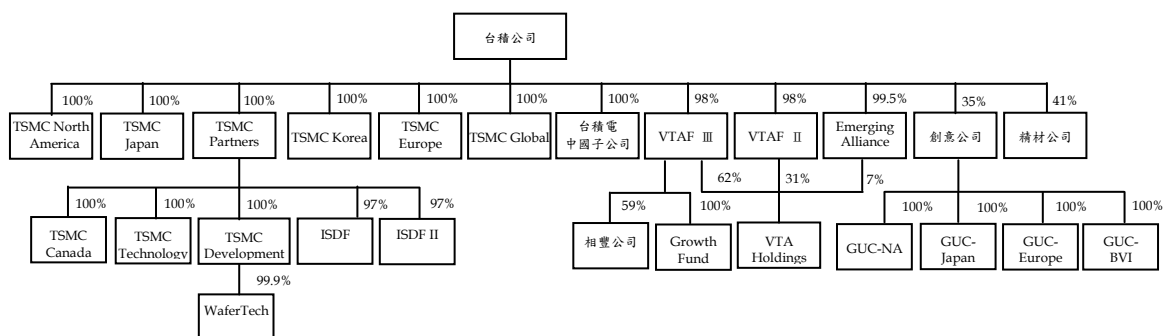 台積公司
100%
100%
100%
100%
100%
100%
100%
98%
98%
99.5%
35%
41%
TSMC North
America
TSMC
Japan
TSMC
Partners
TSMC Korea
TSMC
Europe
TSMC Global
台積電
中國子公司
VTAF Ⅲ
VTAF Ⅱ
Emerging
Alliance
創意公司
精材公司
62%
31%
7%
100%
100%
100%
97%
97%
59%
100%
100%
100%
100%
100%
TSMC
Canada
TSMC
Technology
TSMC
Development
ISDF
ISDF II
相豐公司
Growth
Fund
VTA
Holdings
GUC-NA
GUC-
Japan
GUC-
Europe
GUC-
BVI
99.9%
WaferTech